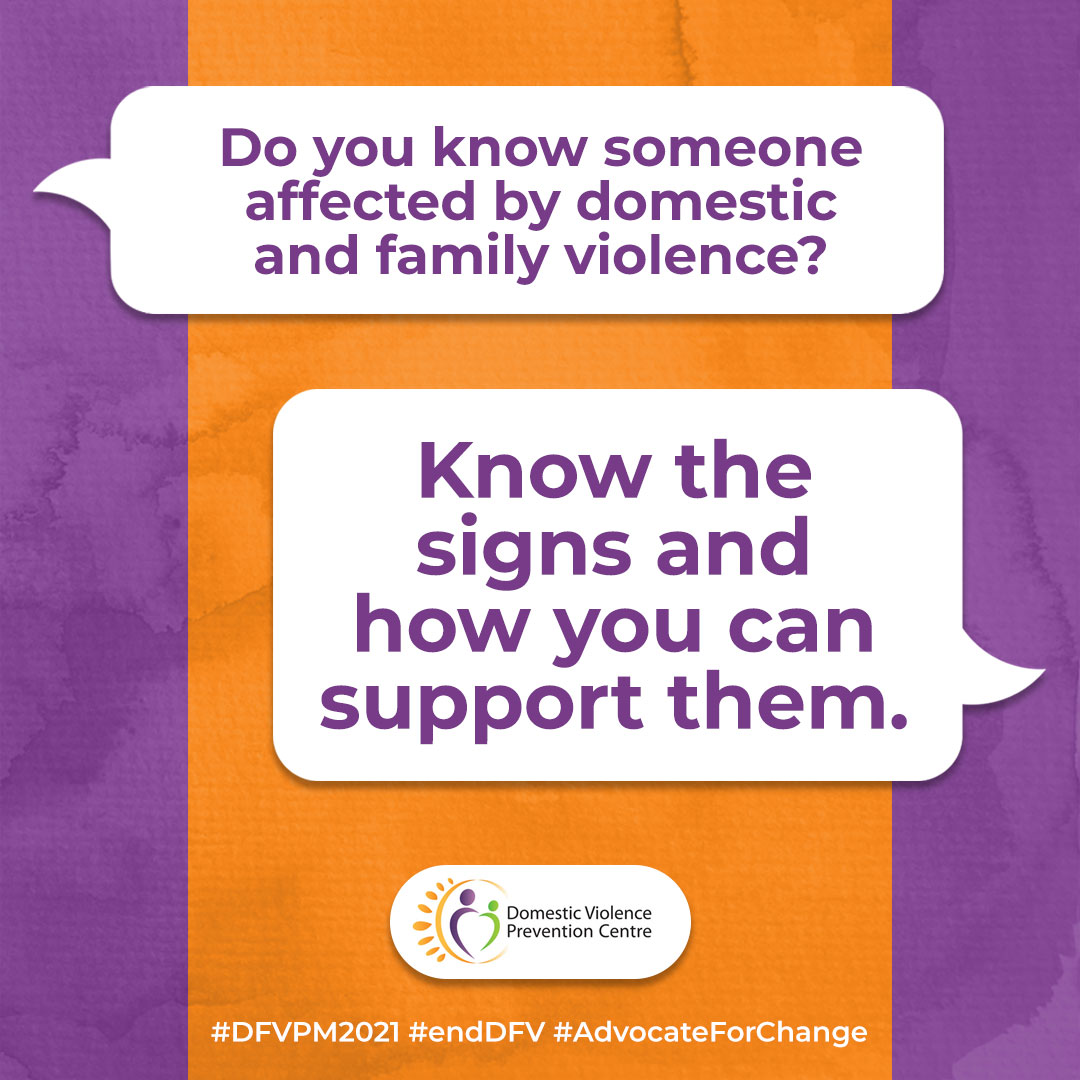 Do you know someone
affected by domestic
and family violence?
Know the
signs and
how you can
support them.
Domestic Violence
Prevention Centre
#DFVPM2021 #endDFV #AdvocateForChange